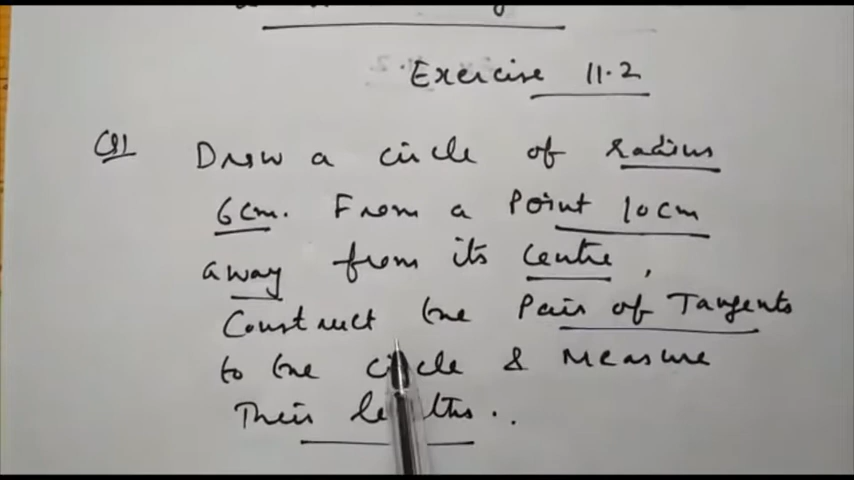 Exercise 11.2
Q1 Draw a circle of radius
6cm. From a Point 10cm
away from its centre,
Construct the Pair of Tangents
to the circle & Measure
Their lengths..